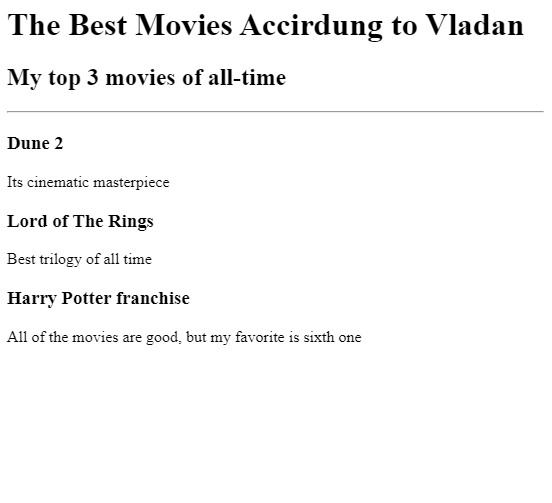 The Best Movies Accirdung to Vladan
My top 3 movies of all-time
Dune 2
Its cinematic masterpiece
Lord of The Rings
Best trilogy of all time
Harry Potter franchise
All of the movies are good, but my favorite is sixth one